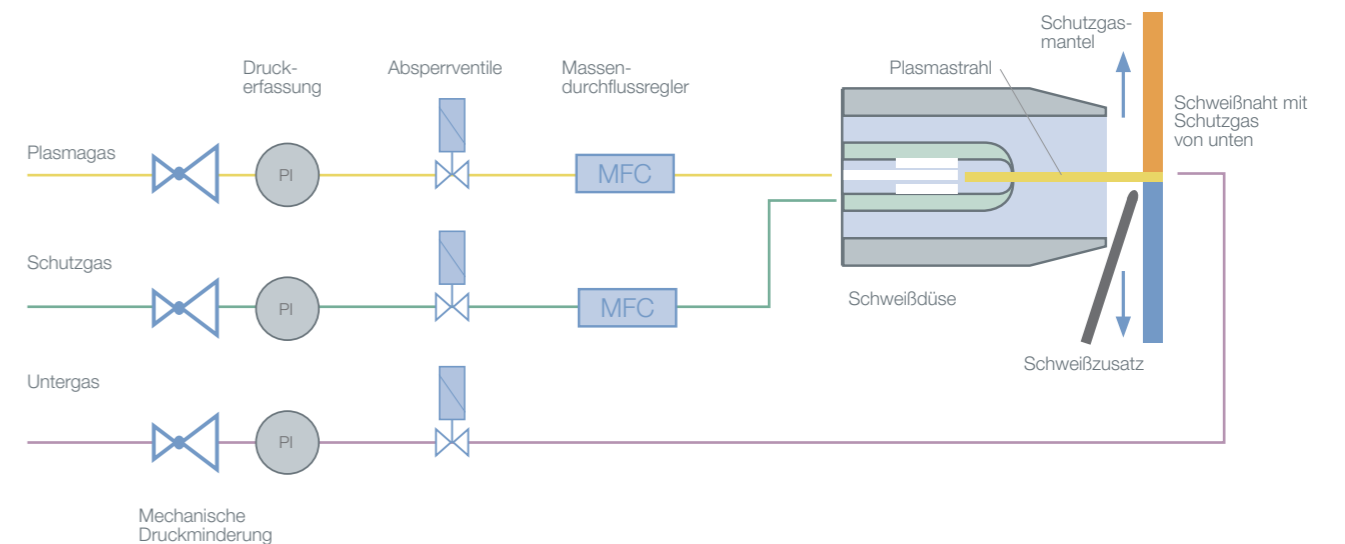 Schutzgas-
mantel
Druck-
erfassung
Absperrventile
Massen-
durchflussregler
Plasmastrahl
Schweißnaht mit
Schutzgas
von unten
Plasmagas
PI
MFC
Schutzgas
PI
MFC
Schweißdüse
Schweißzusatz
Untergas
PI
Mechanische
Druckminderung